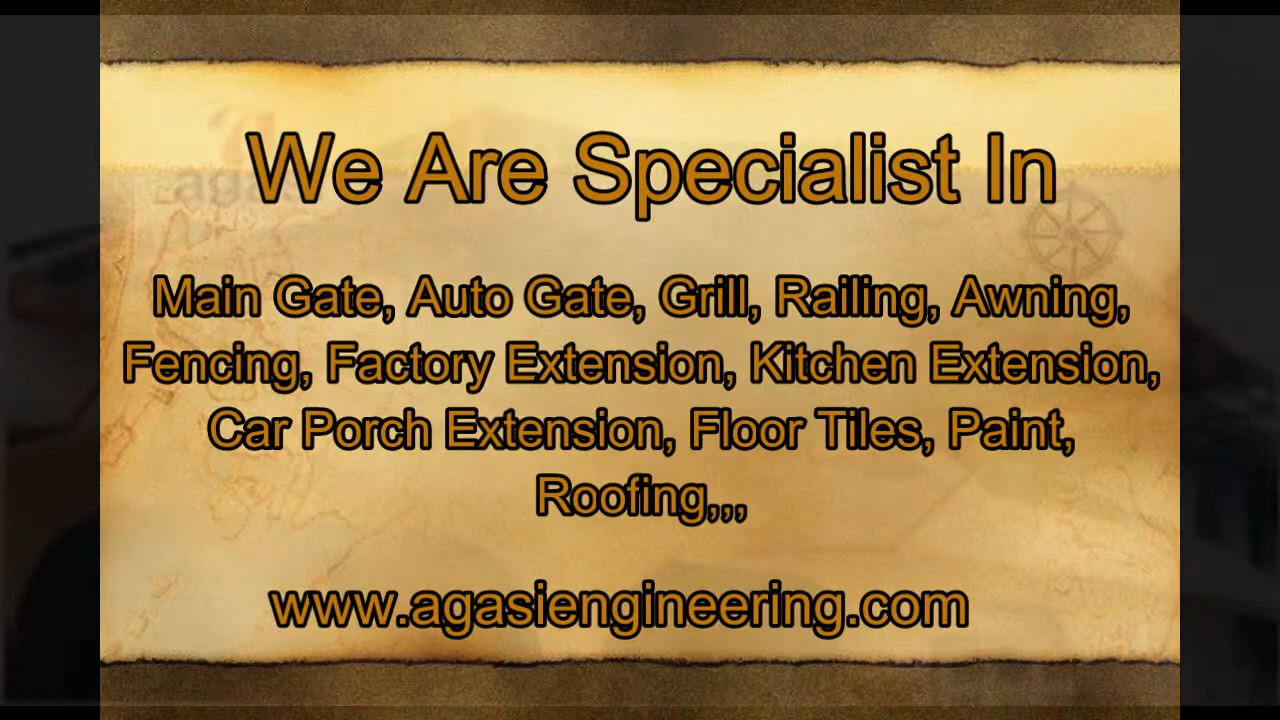 We Are Specialist In
Main Gate, Auto Gate, Grill, Railing, Awning,
Fencing, Factory Extension, Kitchen Extension,
Car Porch Extension, Floor Tiles, Paint,
Roofing,,,
www.agasiengineering.com